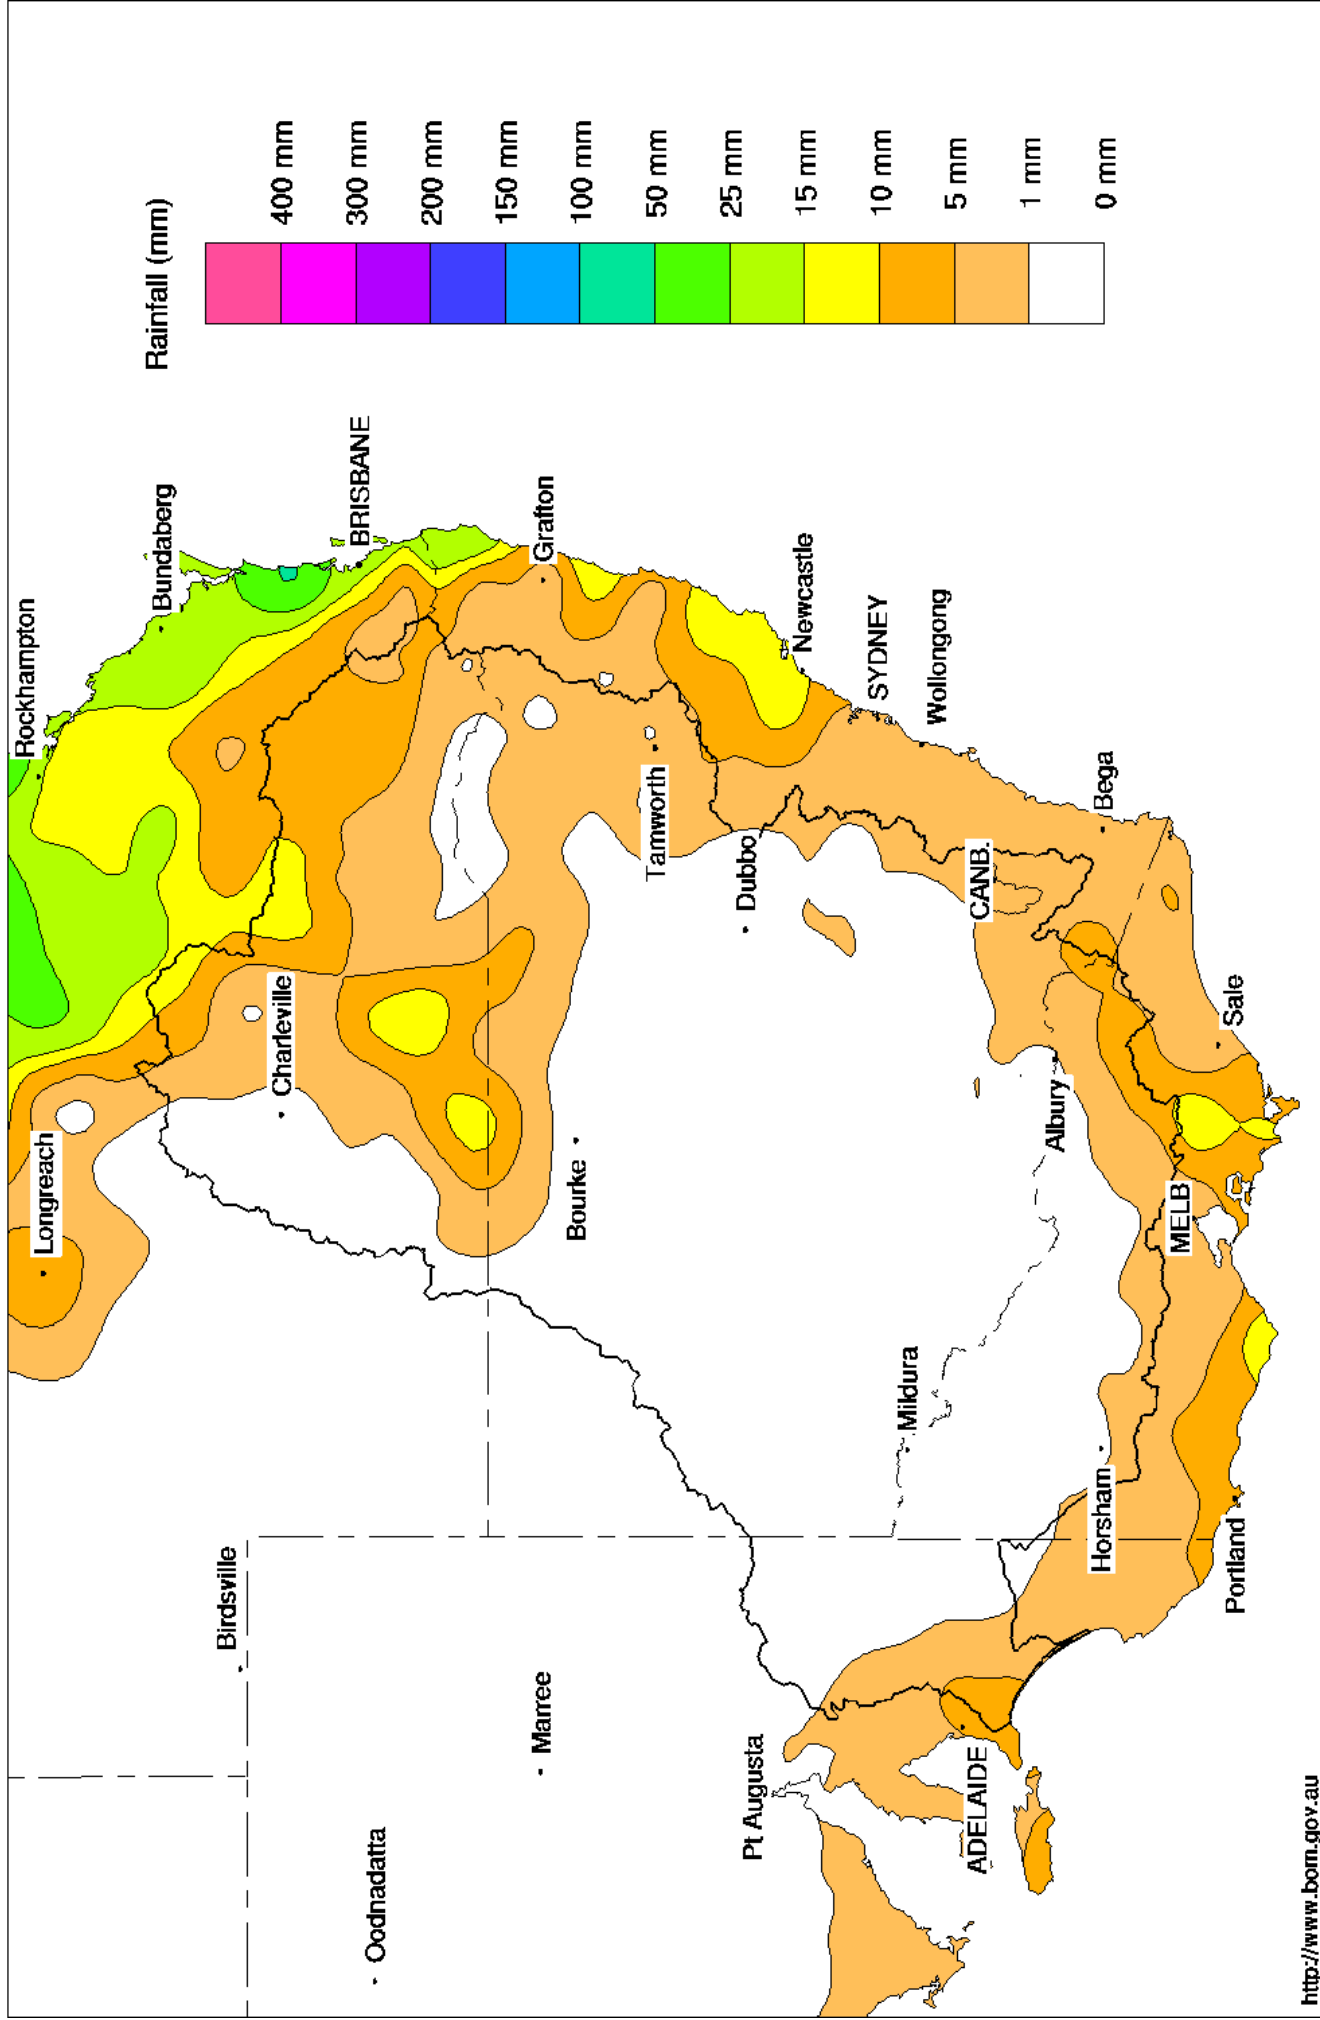 Rainfall (mm)
400 mm
300 mm
200 mm
150 mm
100 mm
50 mm
25 mm
15 mm
10 mm
5 mm
1 mm
0 mm
Rockhampton
Bundaberg
BRISBANE
Grafton
Newcastle
SYDNEY
Wollongong
Bega
Tamworth
Dubbo
CANB.
Longreach
Charleville
Bourke
Albury
Sale
MELB
Mildura
Horsham
Portland
Birdsville
Marree
Oodnadatta
Pt Augusta
ADELAIDE
http://www.bom.gov.au